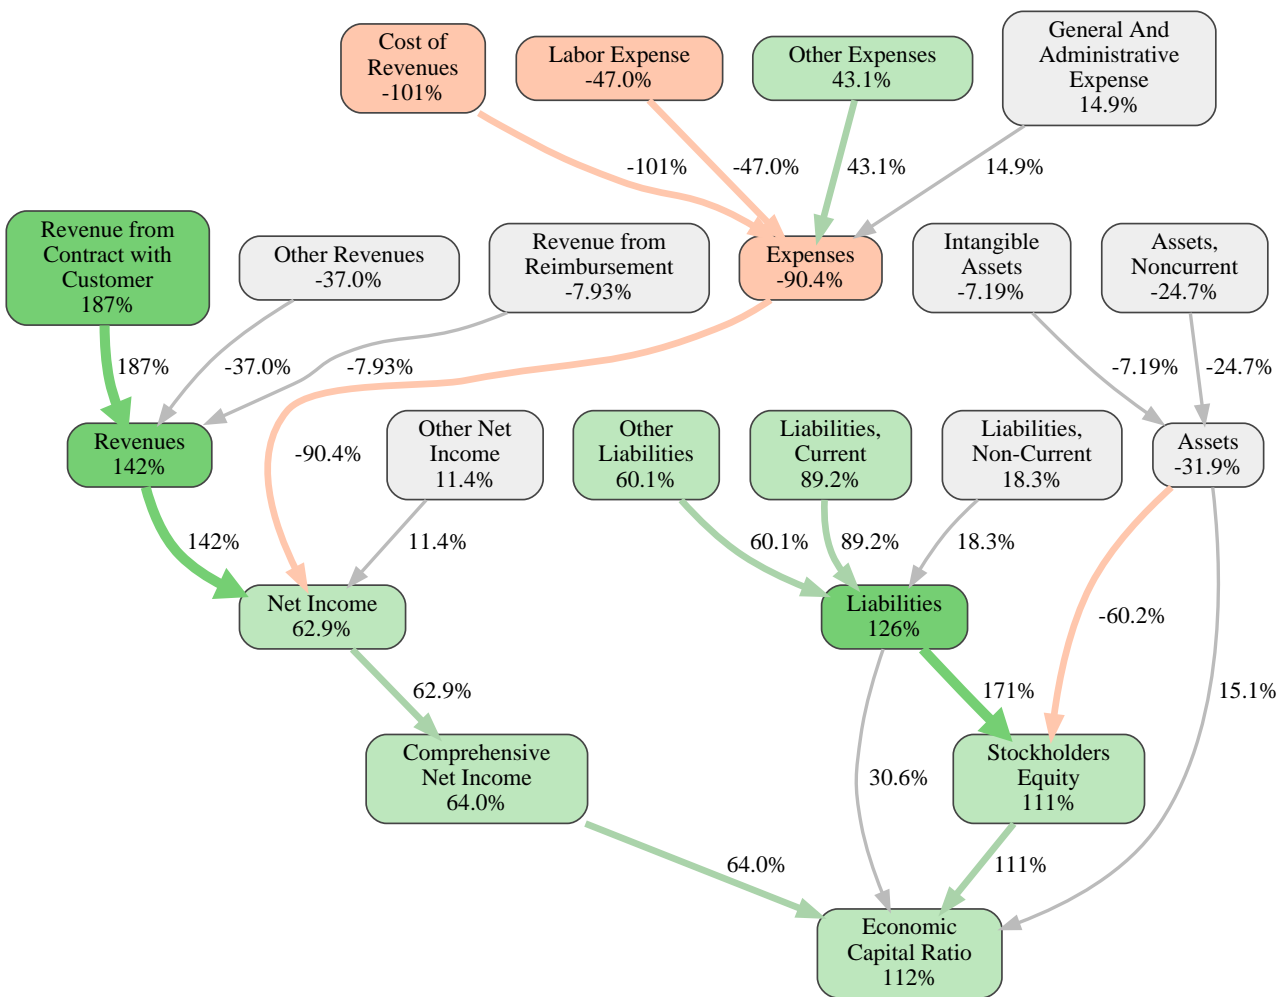 Cost of
Revenues
-101%
Labor Expense
-47.0%
Other Expenses
43.1%
General And
Administrative
Expense
14.9%
-101%
-47.0%
43.1%
14.9%
Revenue from
Contract with
Customer
187%
Other Revenues
-37.0%
Revenue from
Reimbursement
-7.93%
Expenses
-90.4%
Intangible
Assets
-7.19%
Assets,
Noncurrent
-24.7%
187%
-37.0%
-7.93%
-7.19%
-24.7%
Revenues
142%
-90.4%
Other Net
Income
11.4%
Other
Liabilities
60.1%
Liabilities,
Current
89.2%
Liabilities,
Non-Current
18.3%
Assets
-31.9%
142%
11.4%
60.1%
89.2%
18.3%
Net Income
62.9%
Liabilities
126%
-60.2%
62.9%
171%
15.1%
Comprehensive
Net Income
64.0%
30.6%
Stockholders
Equity
111%
64.0%
111%
Economic
Capital Ratio
112%